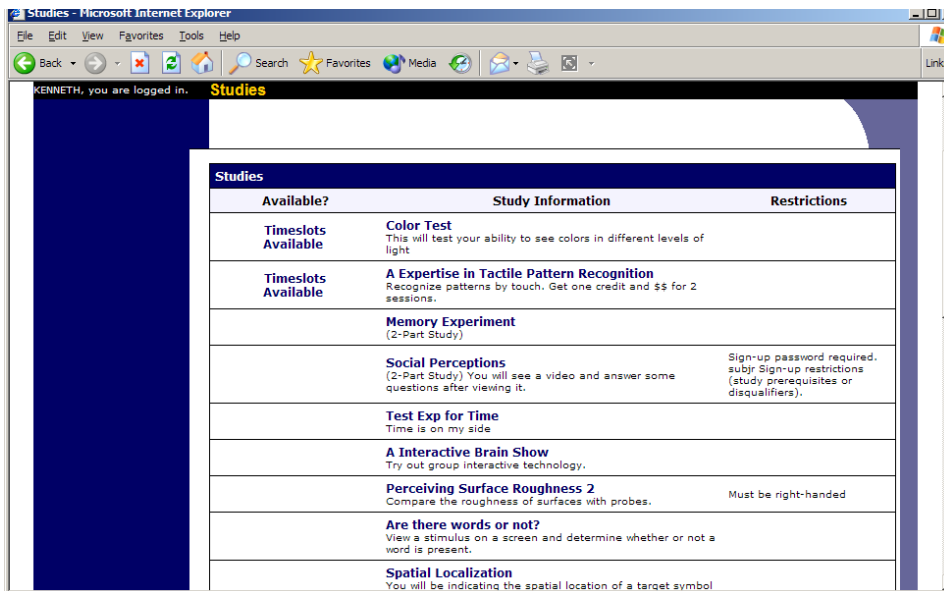 Studies - Microsoft Internet Explorer
File Edit View Favorites Tools Help
Back Search Favorites Media
Link
KENNETH, you are logged in. Studies
Studies
Available? Study Information Restrictions
Timeslots
Available
Color Test
This will test your ability to see colors in different levels of
light
Timeslots
Available
A Expertise in Tactile Pattern Recognition
Recognize patterns by touch. Get one credit and $$ for 2
sessions.
Memory Experiment
(2-Part Study)
Social Perceptions
(2-Part Study) You will see a video and answer some
questions after viewing it.
Sign-up password required.
subjr Sign-up restrictions
(study prerequisites or
disqualifiers).
Test Exp for Time
Time is on my side
A Interactive Brain Show
Try out group interactive technology.
Perceiving Surface Roughness 2
Compare the roughness of surfaces with probes.
Must be right-handed
Are there words or not?
View a stimulus on a screen and determine whether or not a
word is present.
Spatial Localization
You will be indicating the spatial location of a target symbol